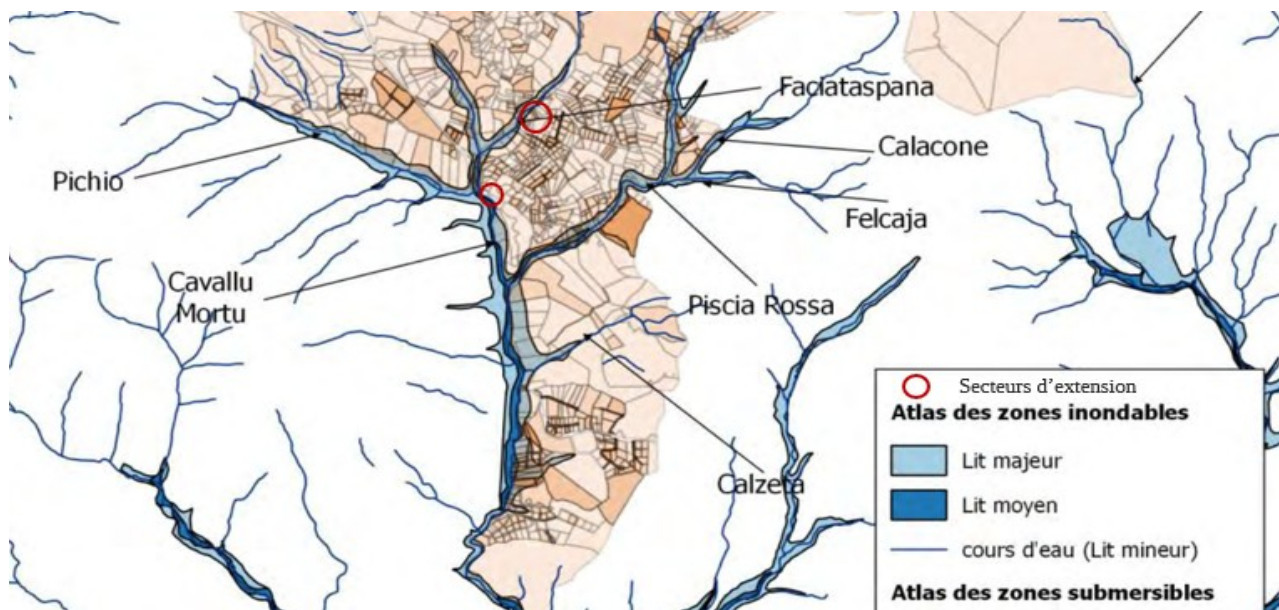 Faciataspana
Calacone
Pichio
Felcaja
Cavallu
Mortu
Piscia Rossa
Calzeta
Secteurs d'extension
Atlas des zones inondables
Lit majeur
Lit moyen
cours d'eau (Lit mineur)
Atlas des zones submersibles